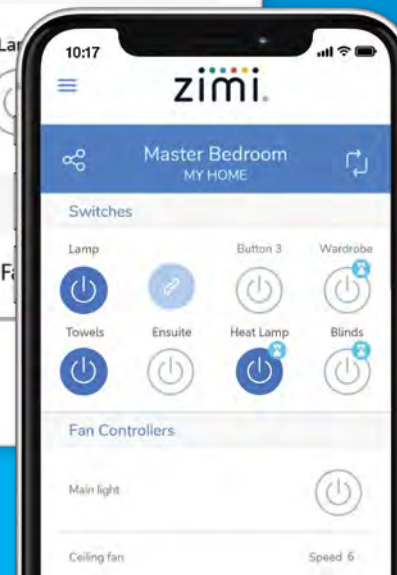 La
10:17
zimi.
Master Bedroom
MY HOME
Switches
Lamp Button 3 Wardrobe
Towels Ensuite Heat Lamp Blinds
Fan Controllers
Main light
Ceiling fan Speed 6